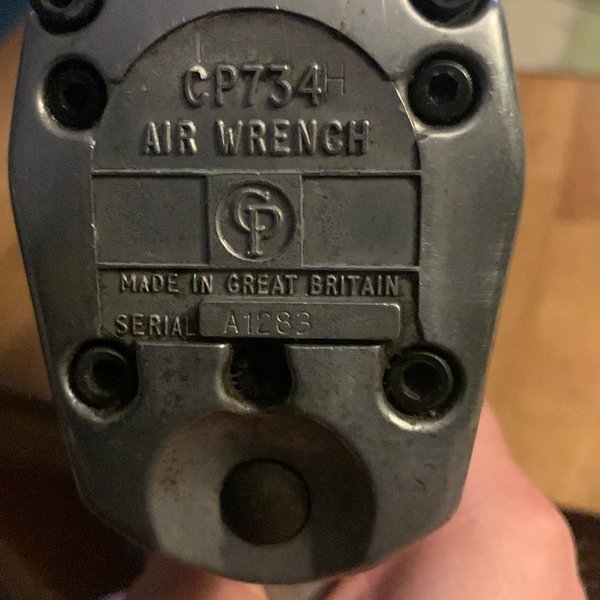 CP734H
AIR WRENCH
CP
MADE IN GREAT BRITAIN
SERIAL A1283